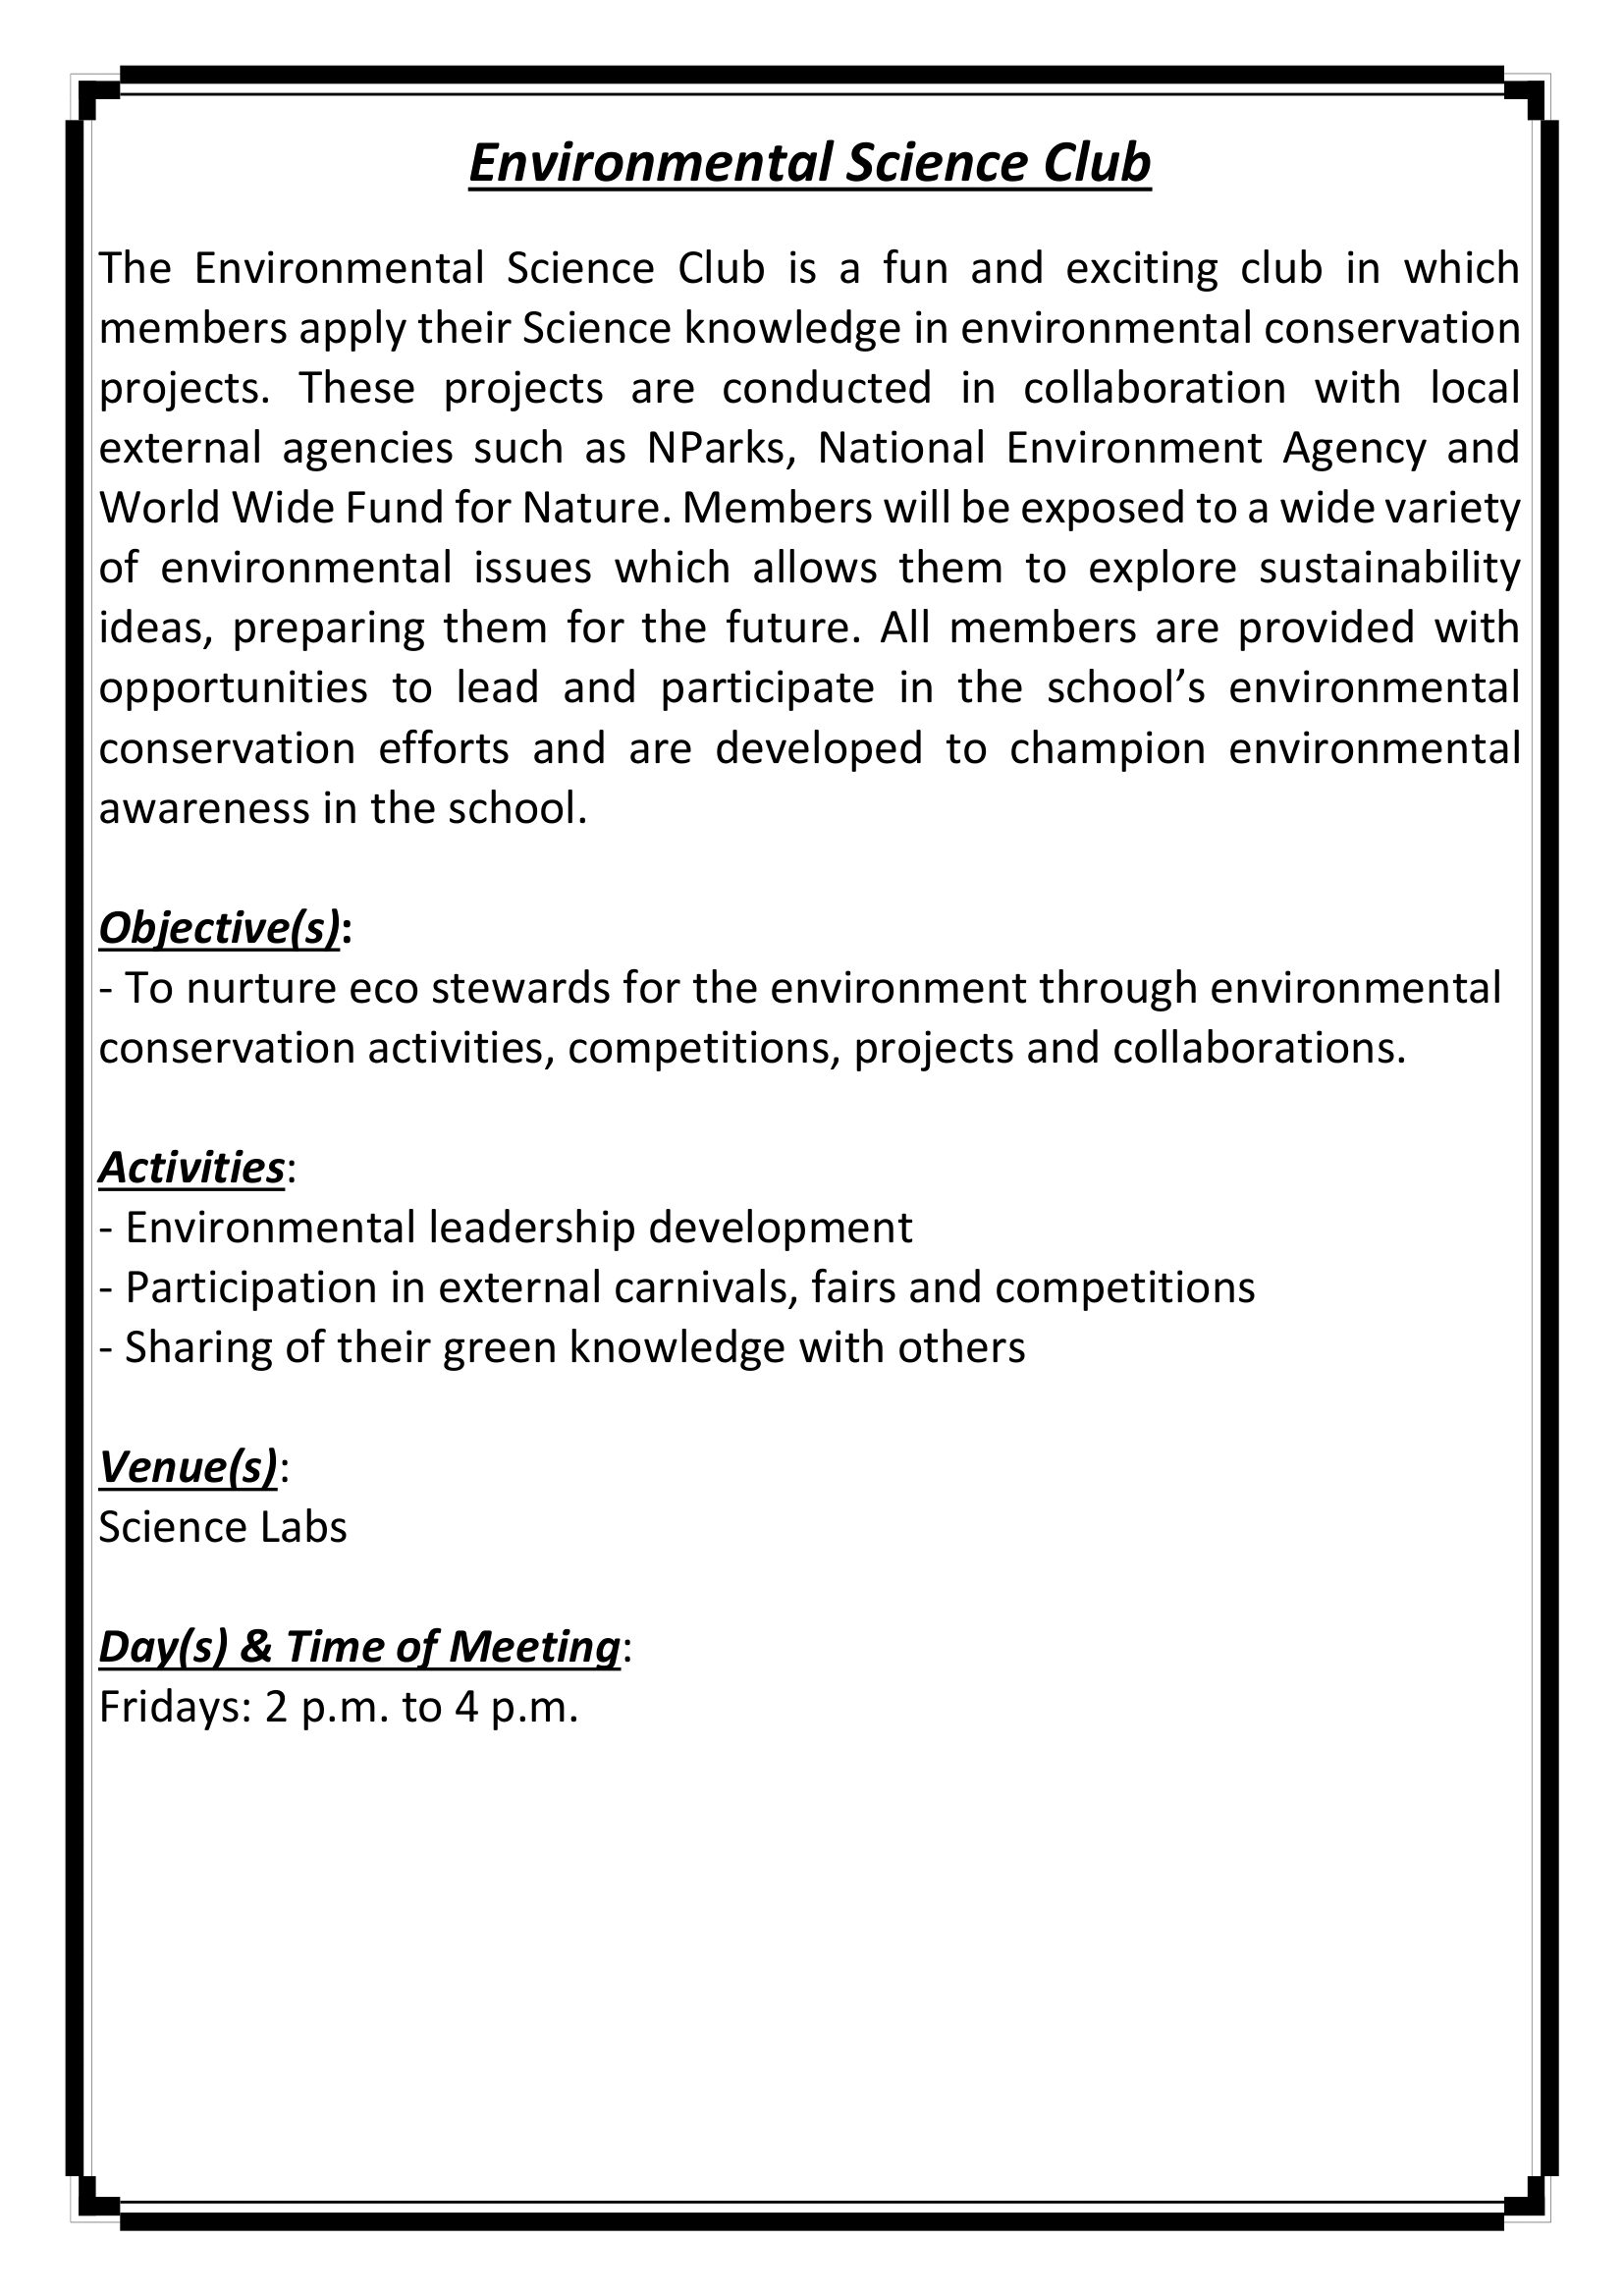 Environmental Science Club
The Environmental Science Club is a fun and exciting club in which
members apply their Science knowledge in environmental conservation
projects. These projects are conducted in collaboration with local
external agencies such as NParks, National Environment Agency and
World Wide Fund for Nature. Members will be exposed to a wide variety
of environmental issues which allows them to explore sustainability
ideas, preparing them for the future. All members are provided with
opportunities to lead and participate in the school’s environmental
conservation efforts and are developed to champion environmental
awareness in the school.
Objective(s):
- To nurture eco stewards for the environment through environmental
conservation activities, competitions, projects and collaborations.
Activities:
- Environmental leadership development
- Participation in external carnivals, fairs and competitions
- Sharing of their green knowledge with others
Venue(s):
Science Labs
Day(s) & Time of Meeting:
Fridays: 2 p.m. to 4 p.m.